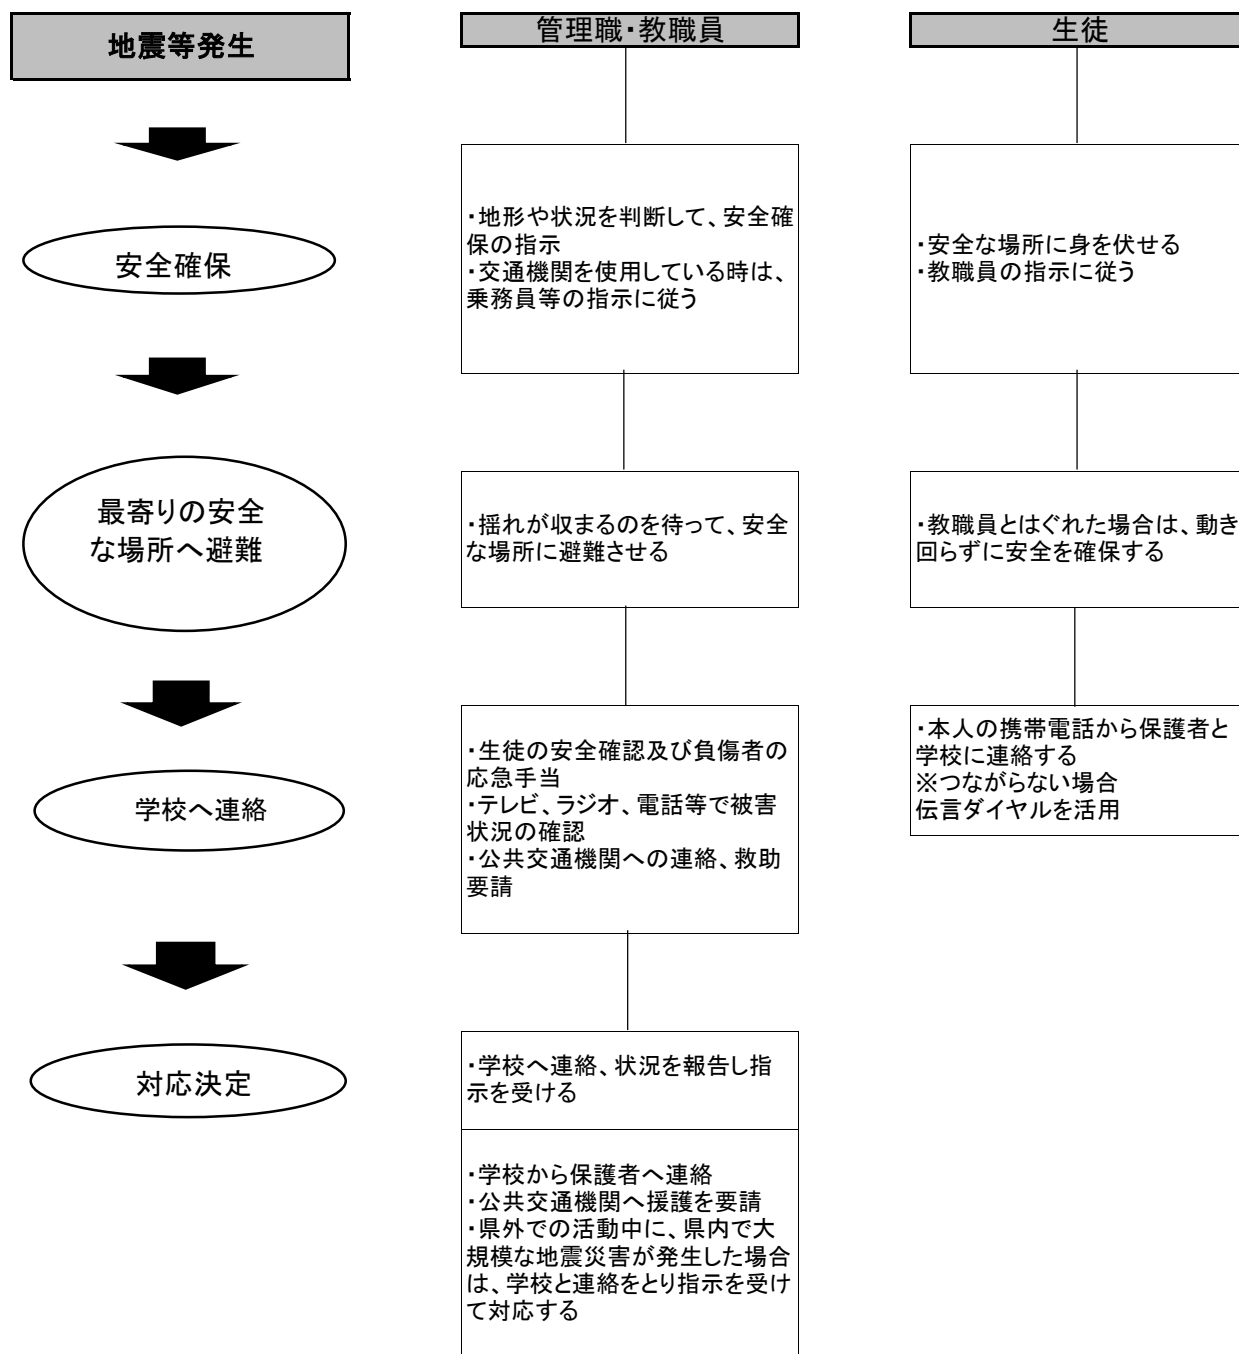 地震等発生
管理職・教職員
生徒
安全確保
・地形や状況を判断して、安全確
保の指示
・交通機関を使用している時は、
乗務員等の指示に従う
・安全な場所に身を伏せる
・教職員の指示に従う
最寄りの安全
な場所へ避難
・揺れが収まるのを待って、安全
な場所に避難させる
・教職員とはぐれた場合は、動き
回らずに安全を確保する
学校へ連絡
・生徒の安全確認及び負傷者の
応急手当
・テレビ、ラジオ、電話等で被害
状況の確認
・公共交通機関への連絡、救助
要請
・本人の携帯電話から保護者と
学校に連絡する
※つながらない場合
伝言ダイヤルを活用
対応決定
・学校へ連絡、状況を報告し指
示を受ける
・学校から保護者へ連絡
・公共交通機関へ援護を要請
・県外での活動中に、県内で大
規模な地震災害が発生した場合
は、学校と連絡をとり指示を受け
て対応する